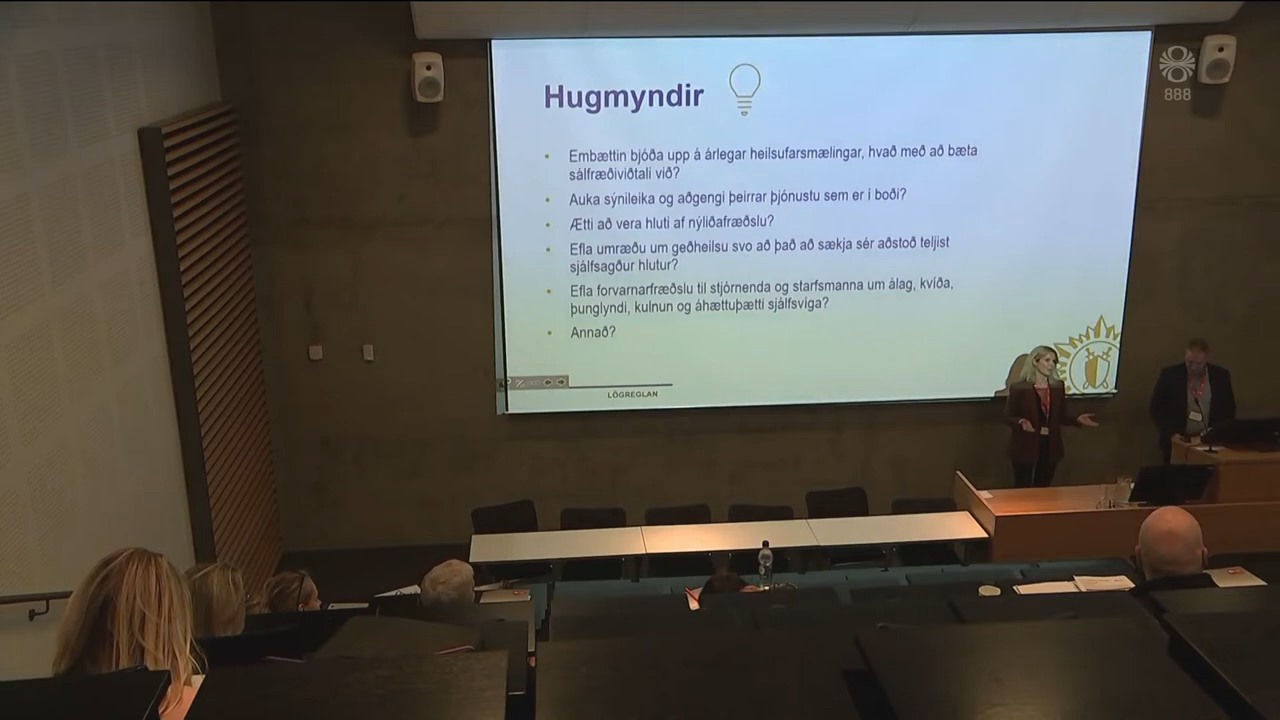 888
Hugmyndir
Embættin bjóða upp á árlegar heilsufarsmælingar, hvað með að bæta
sálfræðiviðtali við?
Auka sýnileika og aðgengi þeirrar þjónustu sem er í boði?
Ætti að vera hluti af nýliðafræðslu?
Efla umræðu um geðheilsu svo að það að sækja sér aðstoð teljist
sjálfsagður hlutur?
Efla forvarnarfræðslu til stjórnenda og starfsmanna um álag, kvíða,
þunglyndi, kulnun og áhættuþætti sjálfsvíga?
Annað?
LÖGREGLAN